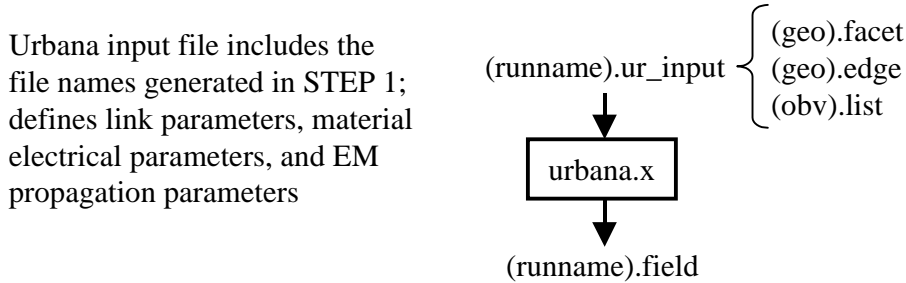 Urbana input file includes the
file names generated in STEP 1;
defines link parameters, material
electrical parameters, and EM
propagation parameters
(runname).ur_input
(geo).facet
(geo).edge
(obv).list
urbana.x
(runname).field